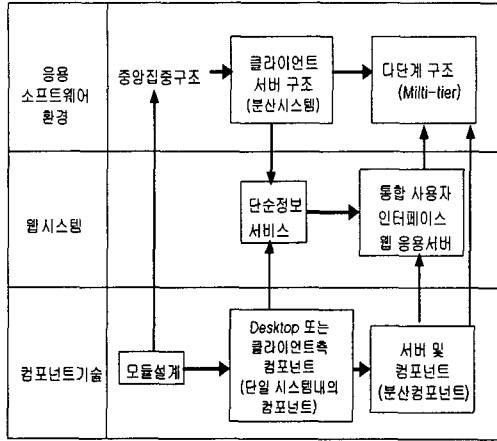 응용
소프트웨어
환경
중앙집중구조
클라이언트
서버 구조
(분산시스템)
다단계 구조
(Milti-tier)
웹시스템
단순정보
서비스
통합 사용자
인터페이스
웹 응용서버
컴포넌트기술
모듈설계
Desktop 또는
클라이언트측
컴포넌트
(단일 시스템내의
컴포넌트)
서버 및
컴포넌트
(분산컴포넌트)